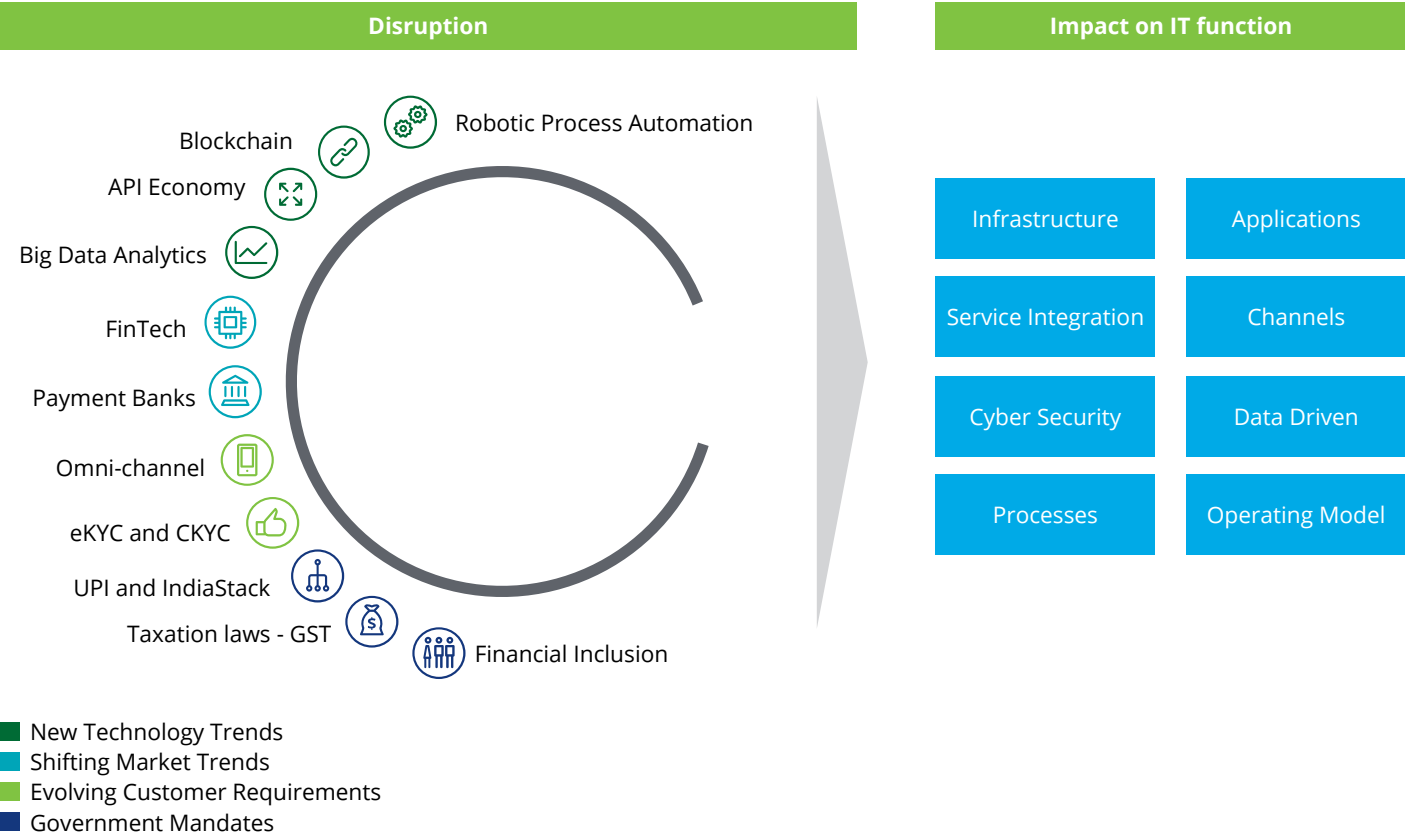 Disruption
Impact on IT function
Robotic Process Automation
Blockchain
API Economy
Big Data Analytics
FinTech
Payment Banks
Omni-channel
eKYC and CKYC
UPI and IndiaStack
Taxation laws - GST
$
Financial Inclusion
Infrastructure
Applications
Service Integration
Channels
Cyber Security
Data Driven
Processes
Operating Model
New Technology Trends
Shifting Market Trends
Evolving Customer Requirements
Government Mandates